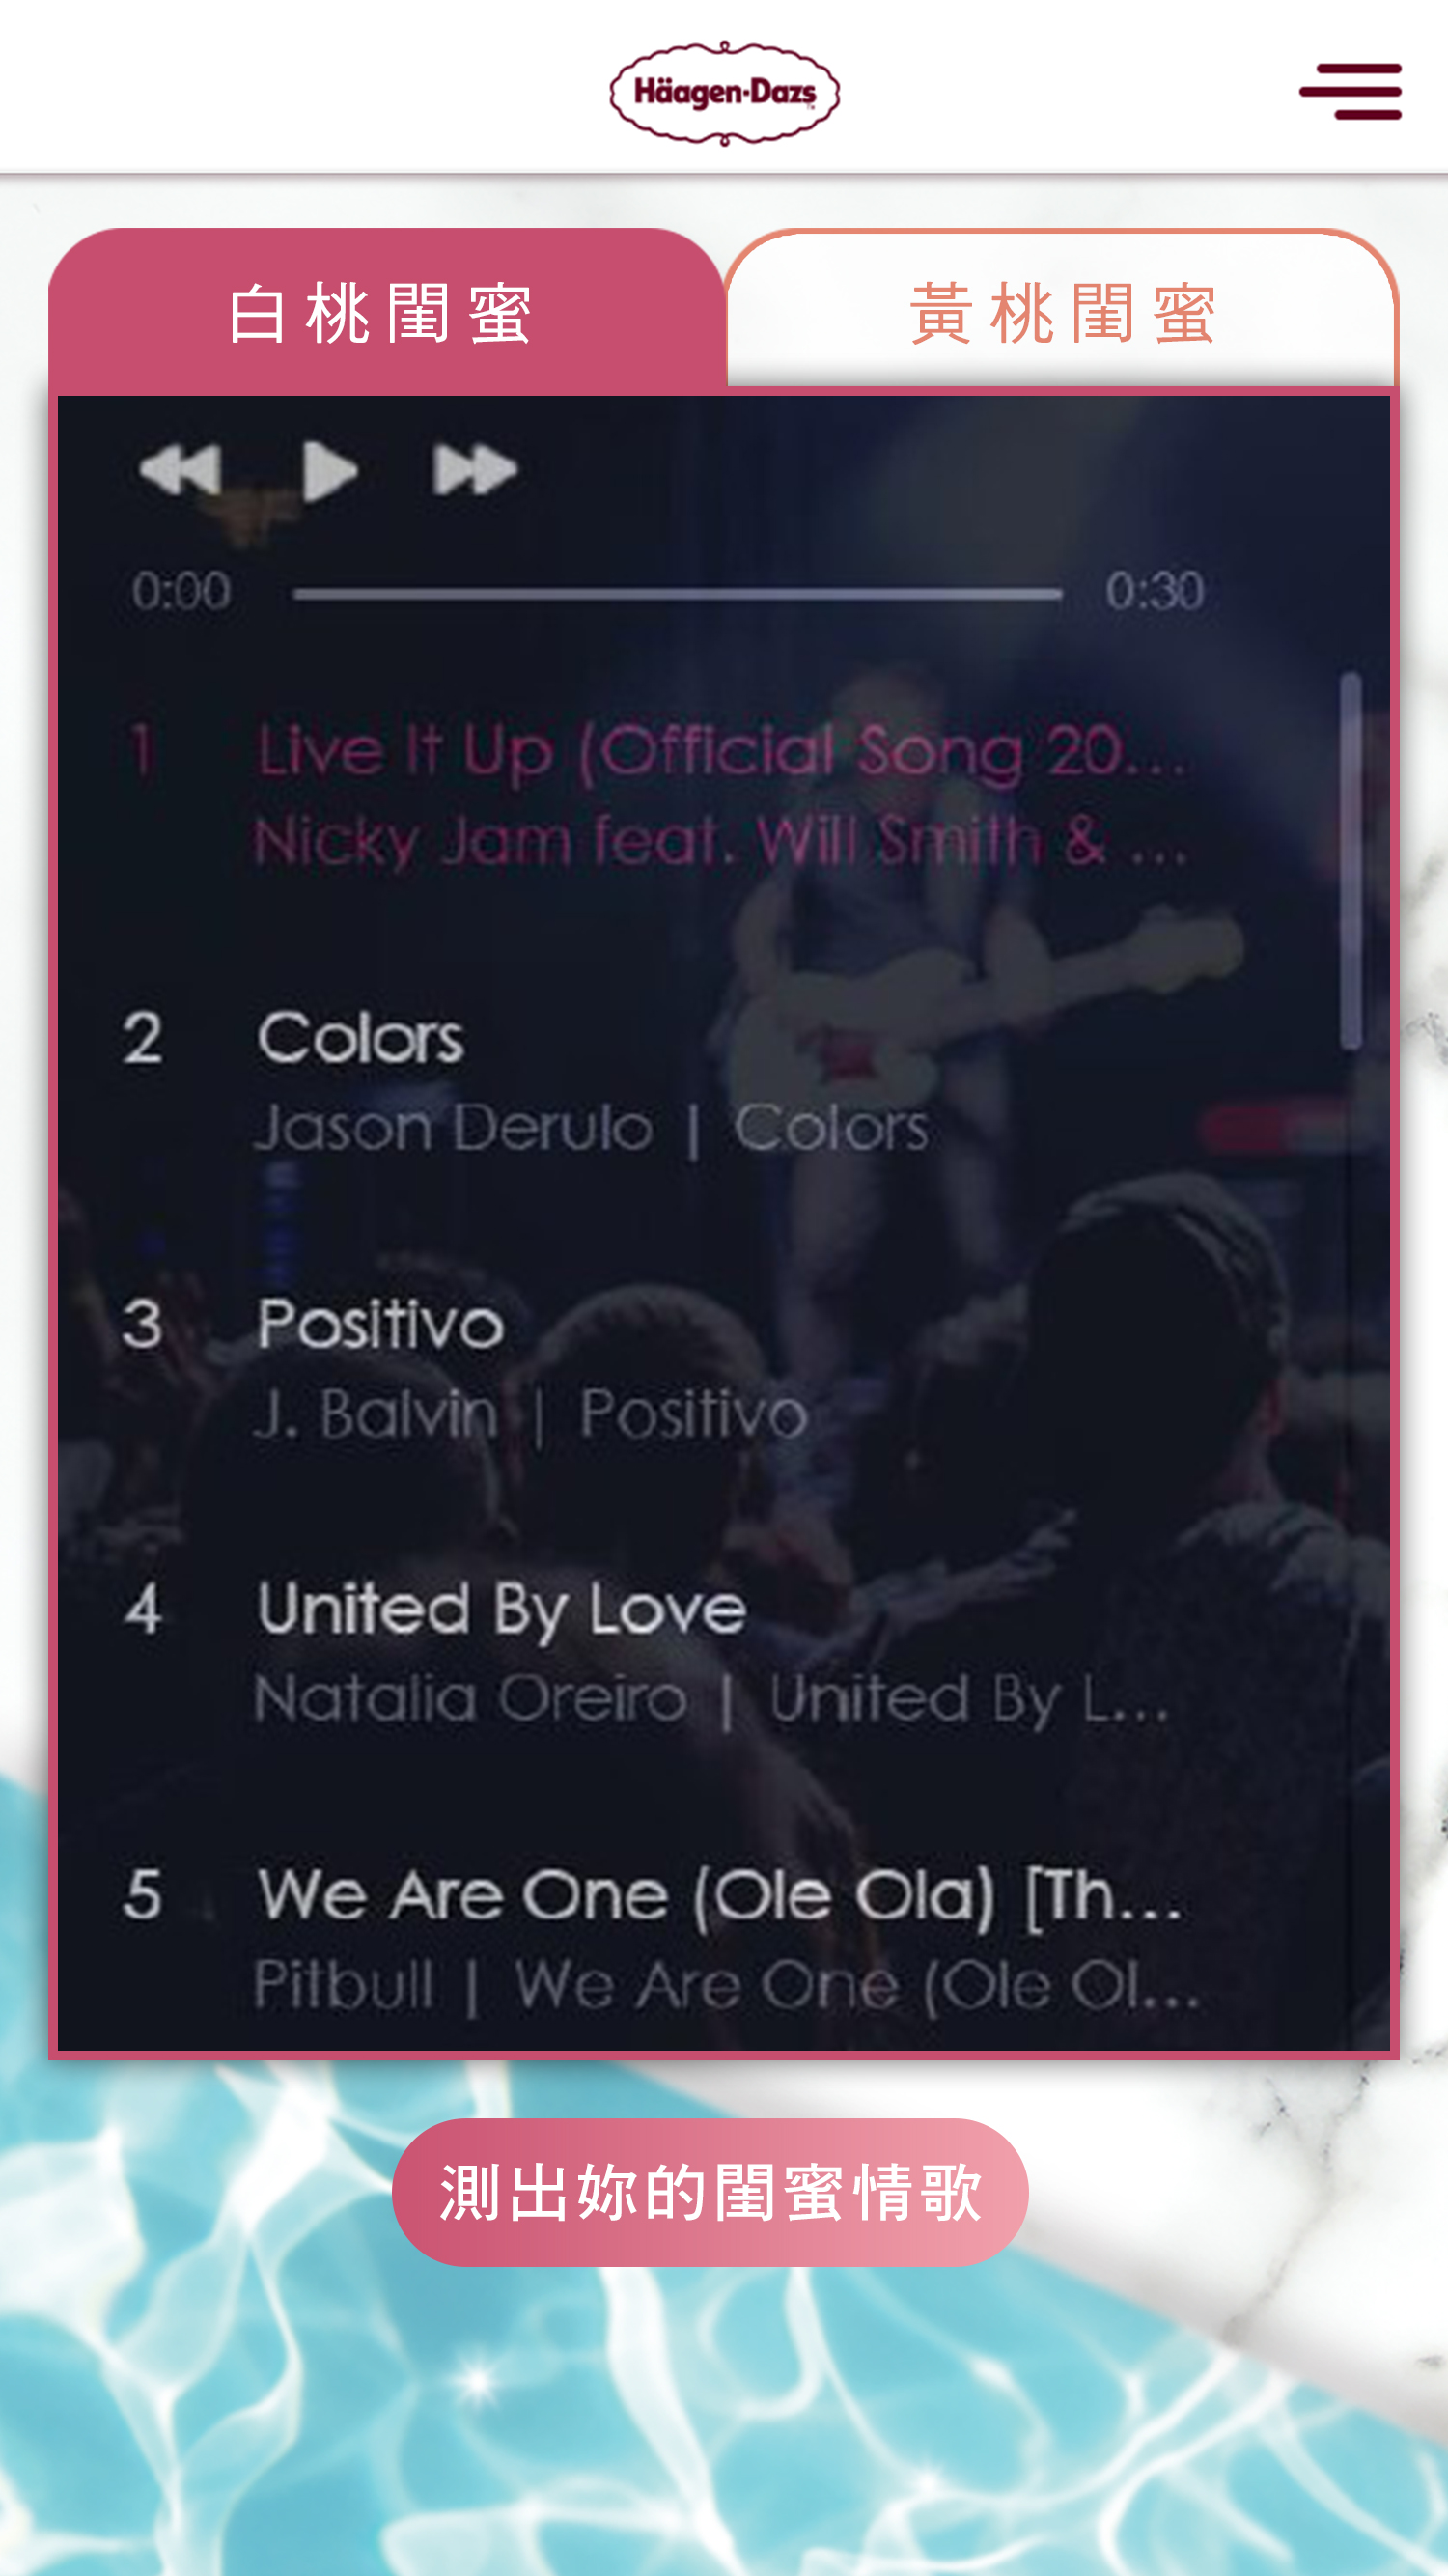 Häagen-Dazs
白桃閨蜜
黃桃閨蜜
0:00
0:30
1 Live It Up (Official Song 20...
Nicky Jam feat. Will Smith & ...
2 Colors
Jason Derulo | Colors
3 Positivo
J. Balvin | Positivo
4 United By Love
Natalia Oreiro | United By L...
5 We Are One (Ole Ola) [Th...
Pitbull | We Are One (Ole Ol...
測出妳的閨蜜情歌